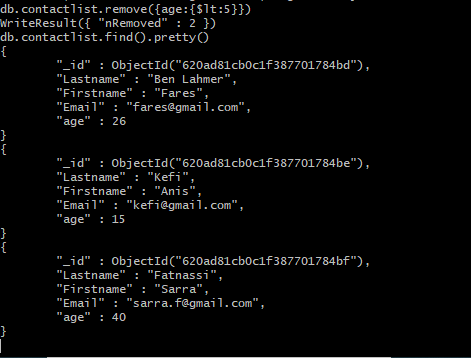 db.contactlist.remove({age:{$lt:5}})
WriteResult({ "nRemoved" : 2 })
db.contactlist.find().pretty()
{
        "_id" : ObjectId("620ad81cb0c1f387701784bd"),
        "Lastname" : "Ben Lahmer",
        "Firstname" : "Fares",
        "Email" : "fares@gmail.com",
        "age" : 26
}
{
        "_id" : ObjectId("620ad81cb0c1f387701784be"),
        "Lastname" : "Kefi",
        "Firstname" : "Anis",
        "Email" : "kefi@gmail.com",
        "age" : 15
}
{
        "_id" : ObjectId("620ad81cb0c1f387701784bf"),
        "Lastname" : "Fatnassi",
        "Firstname" : "Sarra",
        "Email" : "sarra.f@gmail.com",
        "age" : 40
}